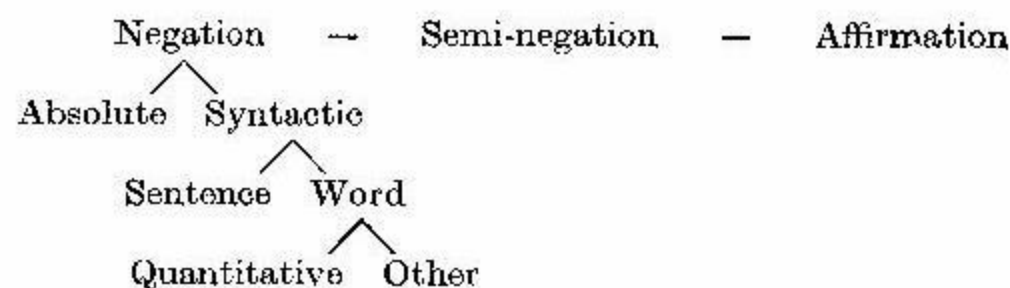 Negation – Semi-negation – Affirmation
Absolute Syntactic
Sentence Word
Quantitative Other